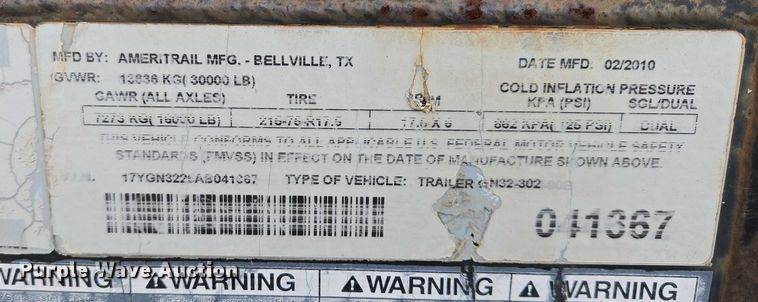 MFD BY: AMERITRAIL MFG. - BELLVILLE, TX DATE MFD: 02/2010
GVWR: 13636 KG( 30000 LB) COLD INFLATION PRESSURE
GAWR (ALL AXLES) TIRE KPA (PSI) SGL/DUAL
7273 KG( 16000 LB) 215-75-R17.5 17.5 X 6 862 KPA( 125 PSI) DUAL
THIS VEHICLE CONFORMS TO ALL APPLICABLE U.S. FEDERAL MOTOR VEHICLE SAFETY
STANDARDS (FMVSS) IN EFFECT ON THE DATE OF MANUFACTURE SHOWN ABOVE.
TYPE OF VEHICLE: TRAILER GN32-302
041367
WARNING WARNING WARNING WARNING
Purple Wave Auction